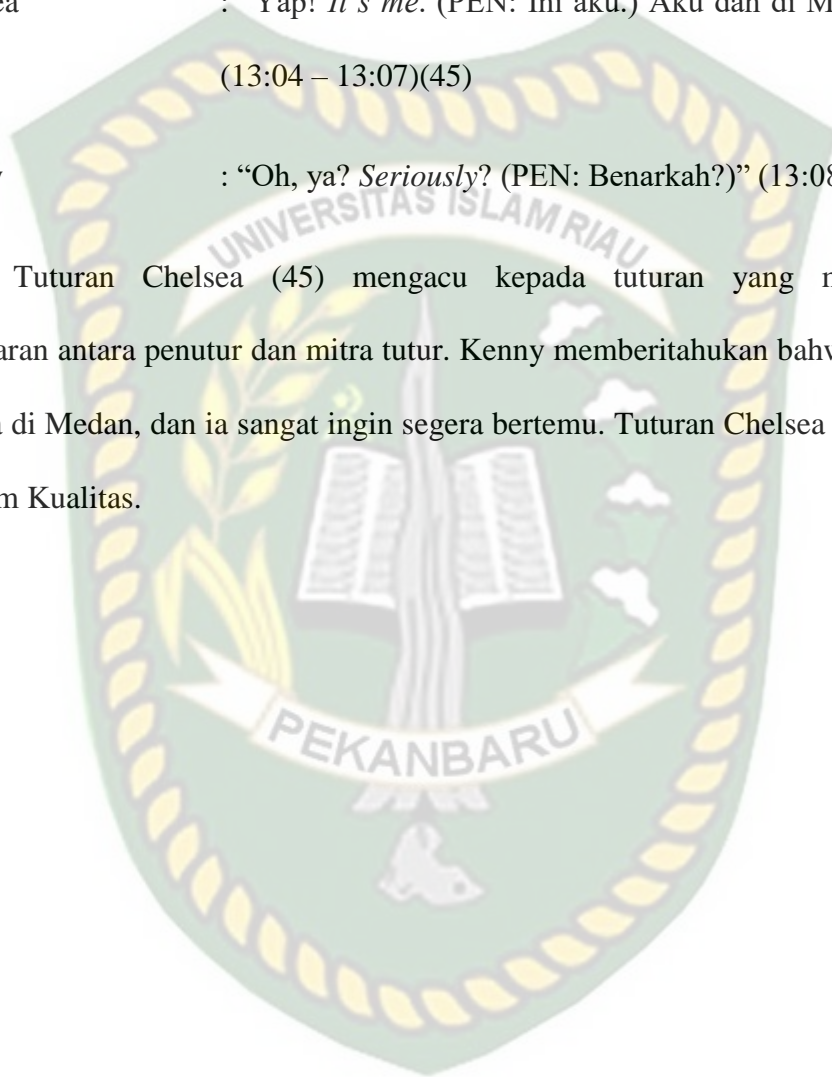 ea : “Yap! It’s me. (PEN: Ini aku.) Aku dah di M
(13:04 – 13:07)(45)
: “Oh, ya? Seriously? (PEN: Benarkah?)” (13:08
UNIVERSITAS ISLAM RIAU
Tuturan Chelsea (45) mengacu kepada tuturan yang
aran antara penutur dan mitra tutur. Kenny memberitahukan bahw
di Medan, dan ia sangat ingin segera bertemu. Tuturan Chelsea
m Kualitas.
PEKANBARU